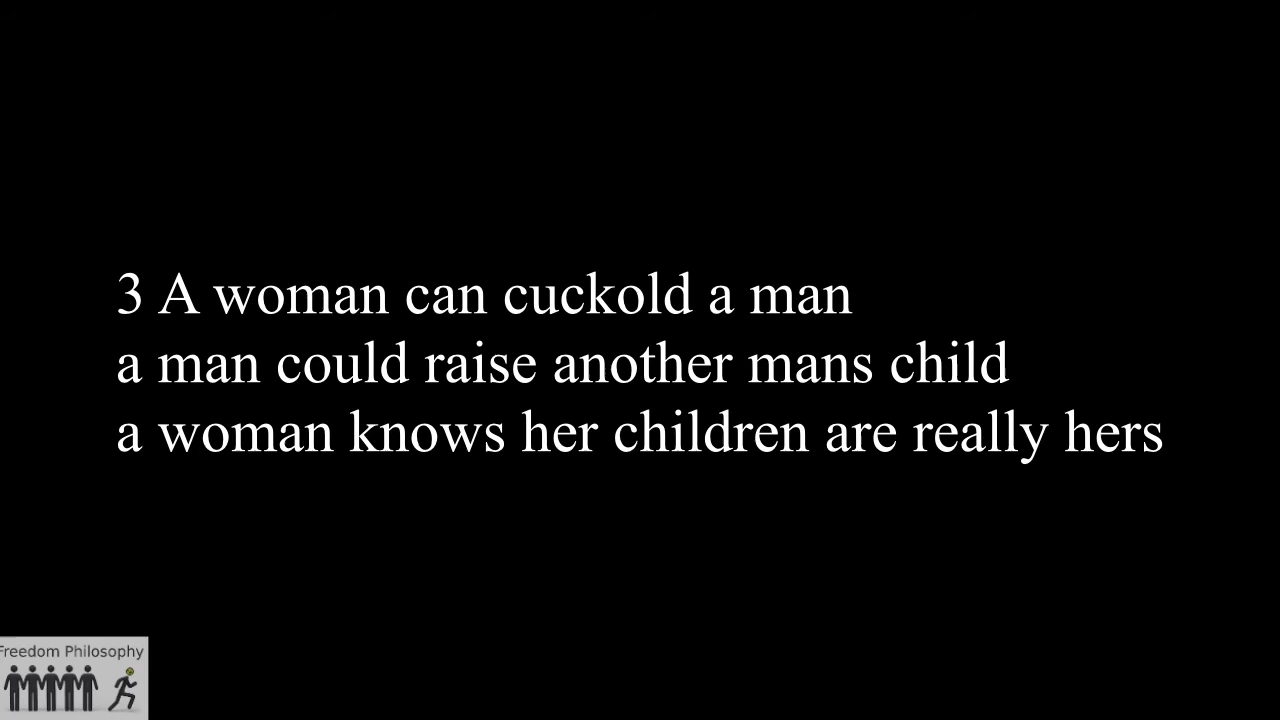 3 A woman can cuckold a man
a man could raise another mans child
a woman knows her children are really hers
Freedom Philosophy